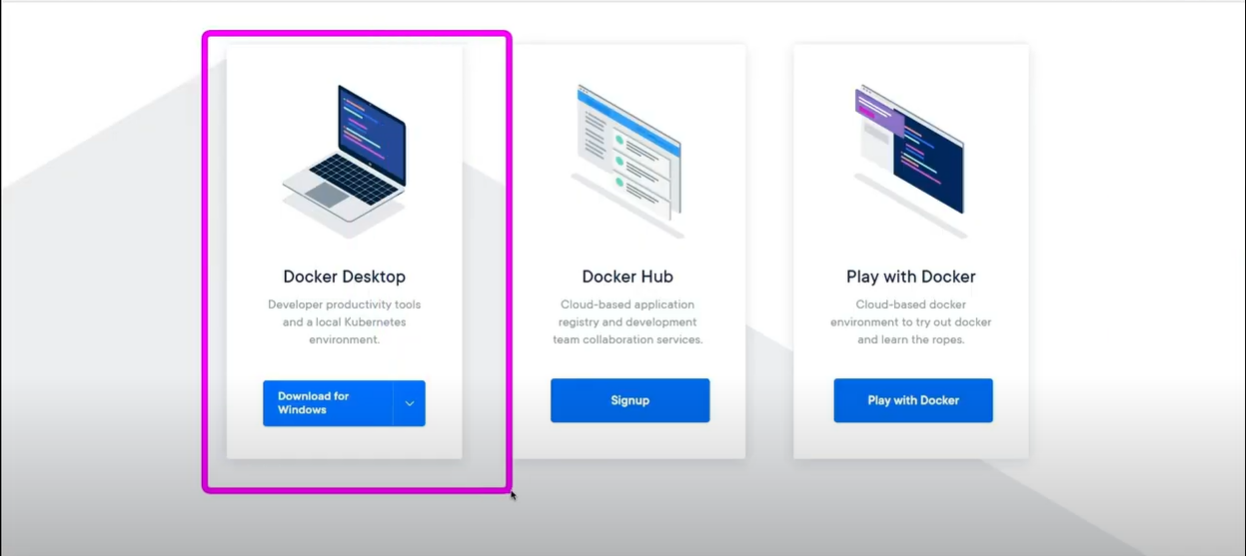 Docker Desktop
Developer productivity tools
and a local Kubernetes
environment.
Download for
Windows
Docker Hub
Cloud-based application
registry and development
team collaboration services.
Signup
Play with Docker
Cloud-based docker
environment to try out docker
and learn the ropes.
Play with Docker